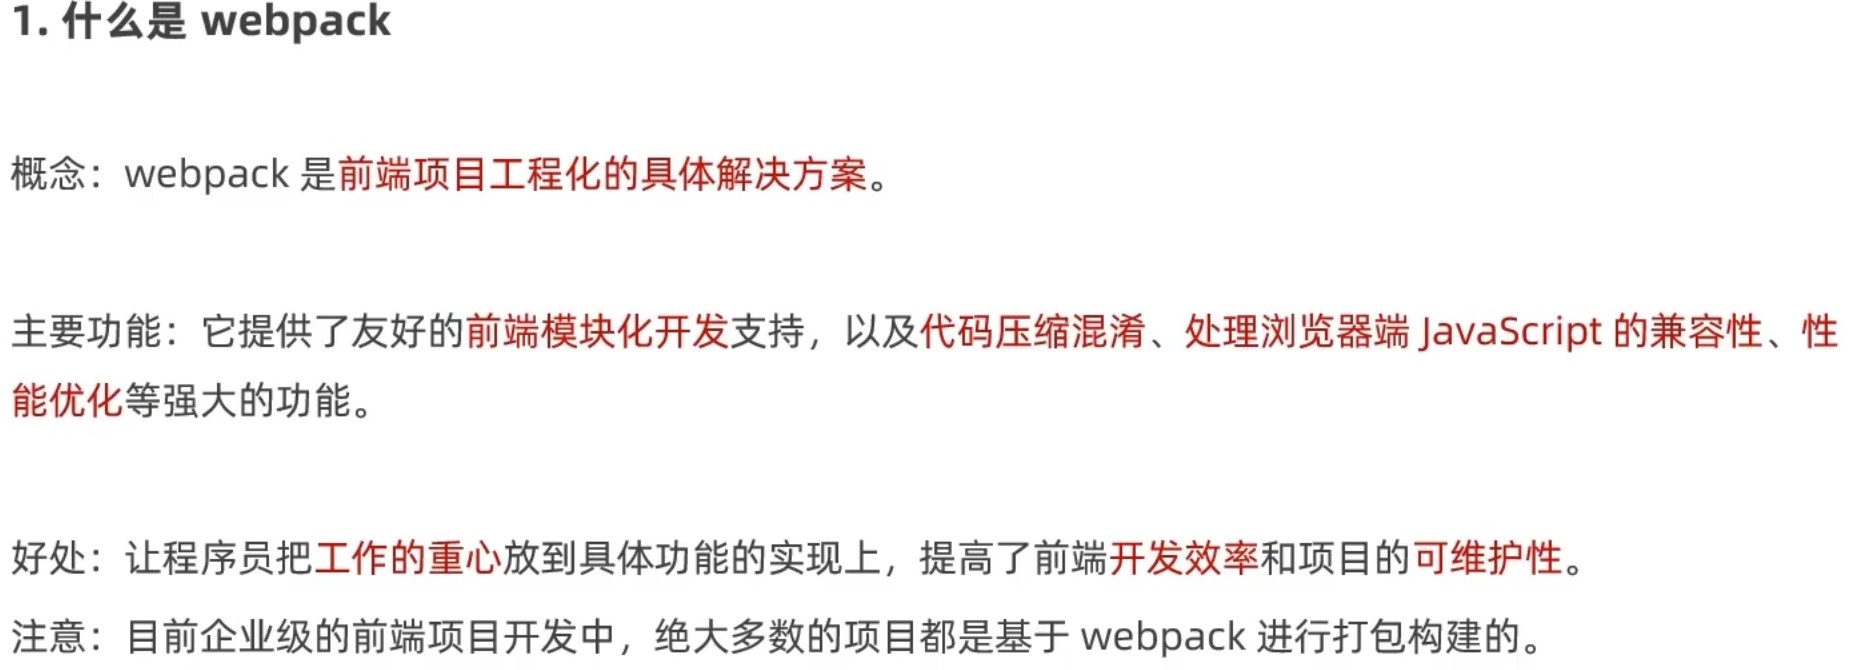 1. 什么是 webpack
概念：webpack 是前端项目工程化的具体解决方案。
主要功能：它提供了友好的前端模块化开发支持，以及代码压缩混淆、处理浏览器端 JavaScript 的兼容性、性
能优化等强大的功能。
好处：让程序员把工作的重心放到具体功能的实现上，提高了前端开发效率和项目的可维护性。
注意：目前企业级的前端项目开发中，绝大多数的项目都是基于 webpack 进行打包构建的。